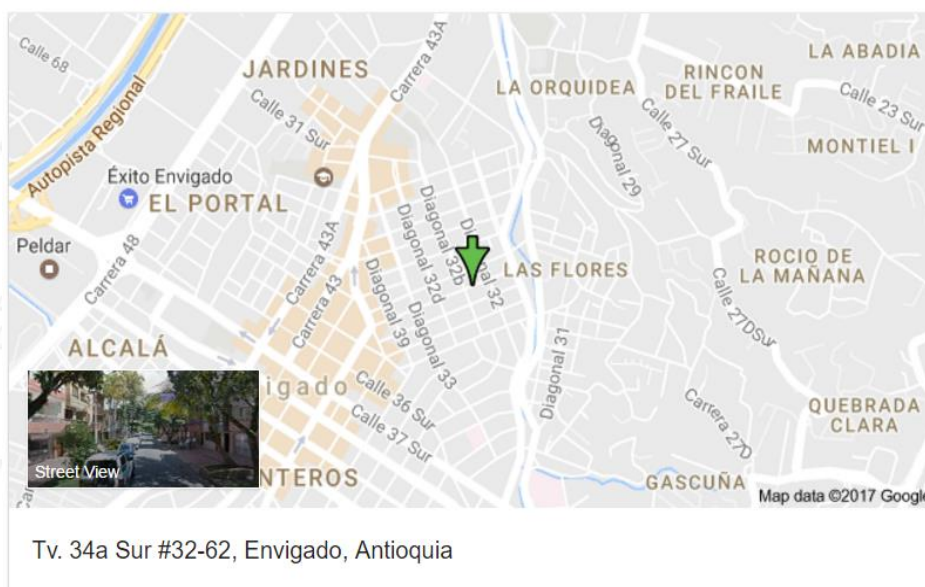 Calle 68
JARDINES
Carrera 43A
LA ABADIA
LA ORQUIDEA
RINCON
DEL FRAILE
Calle 23 Sur
Autopista Regional
Calle 31 Sur
Diagonal 29
Calle 27 Sur
MONTIEL I
Éxito Envigado
EL PORTAL
Peldar
Carrera 48
Carrera 43A
Carrera 43
Diagonal 39
Diagonal 32d
Diagonal 32b
Diagonal 32
Diagonal 33
LAS FLORES
ROCIO DE
LA MAÑANA
Calle 27DSur
ALCALÁ
Diagonal 31
Calle 36 Sur
Calle 37 Sur
Carrera 27D
QUEBRADA
CLARA
Street View
GASCUÑA
Map data ©2017 Google
Tv. 34a Sur #32-62, Envigado, Antioquia